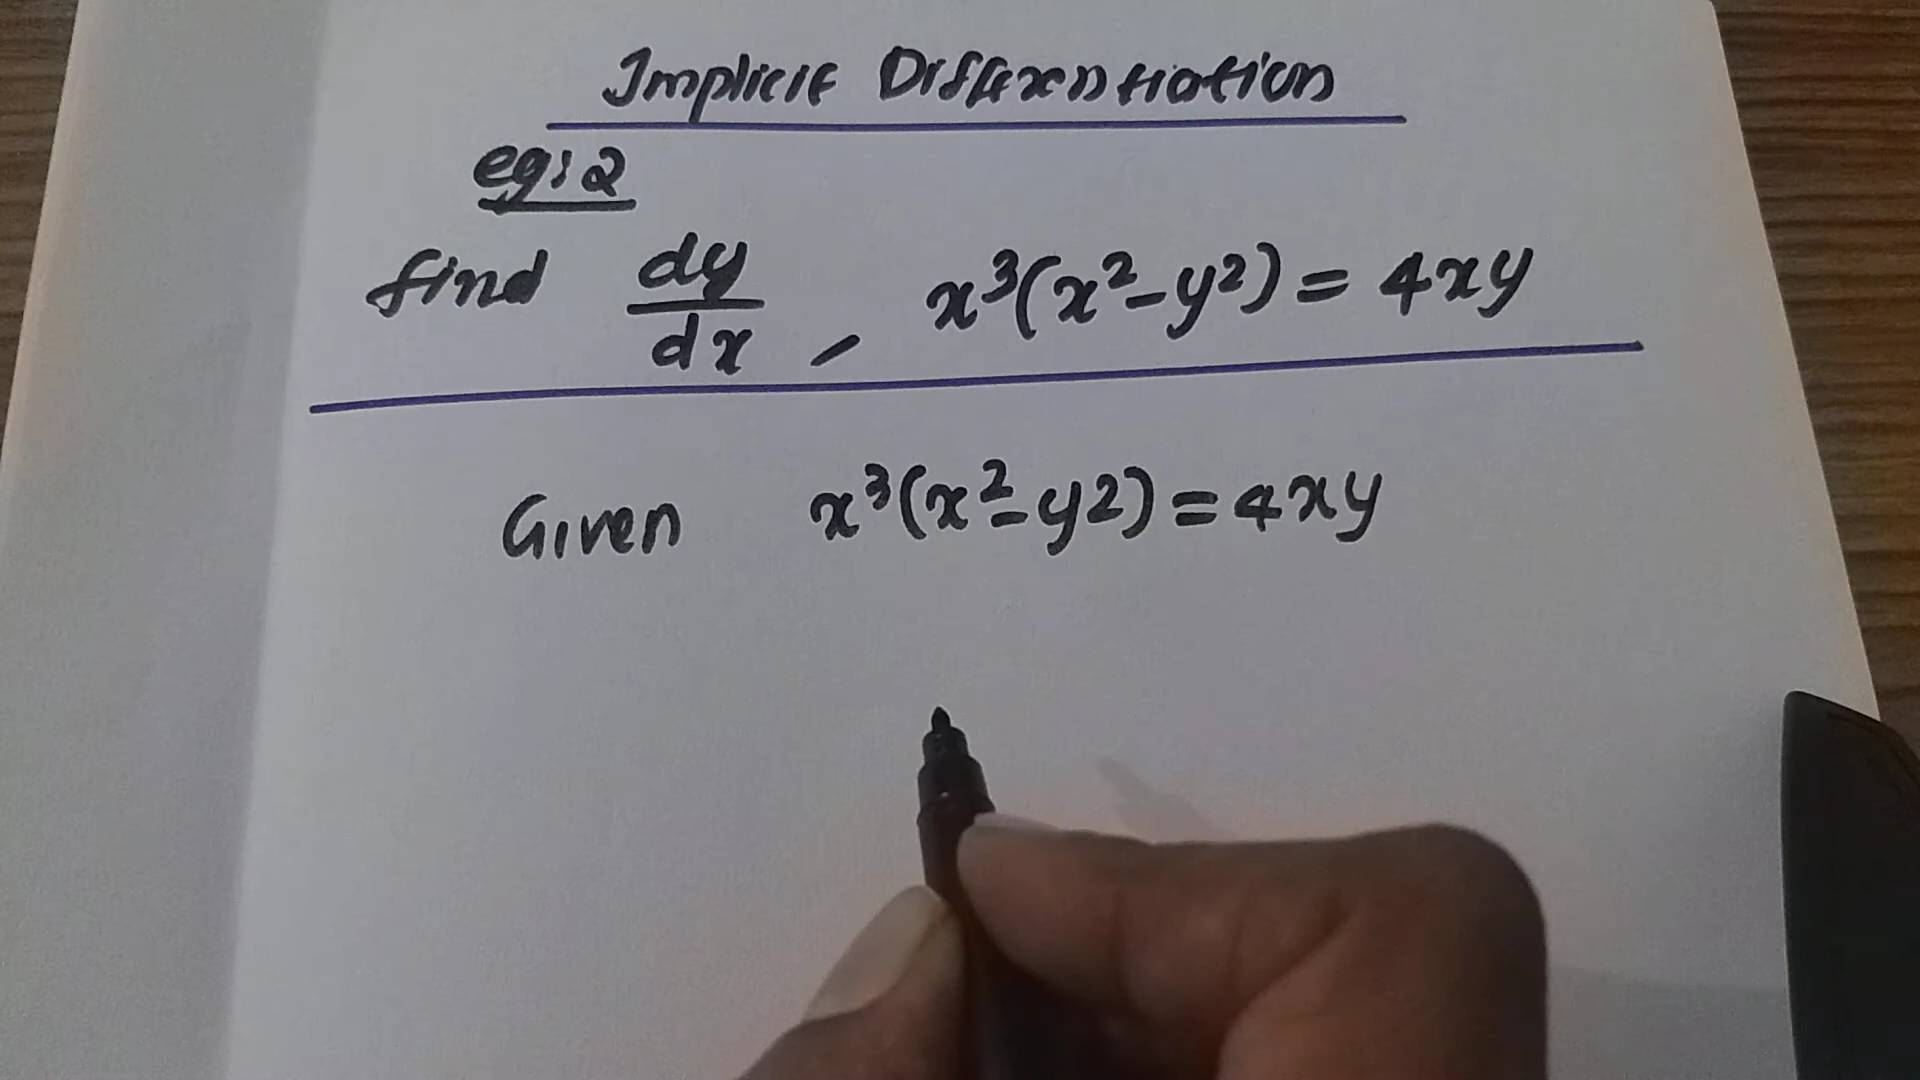 Implicit Differentiation
eg:2
find dy/dx, x³(x²-y²) = 4xy
Given x³(x²-y2) = 4xy